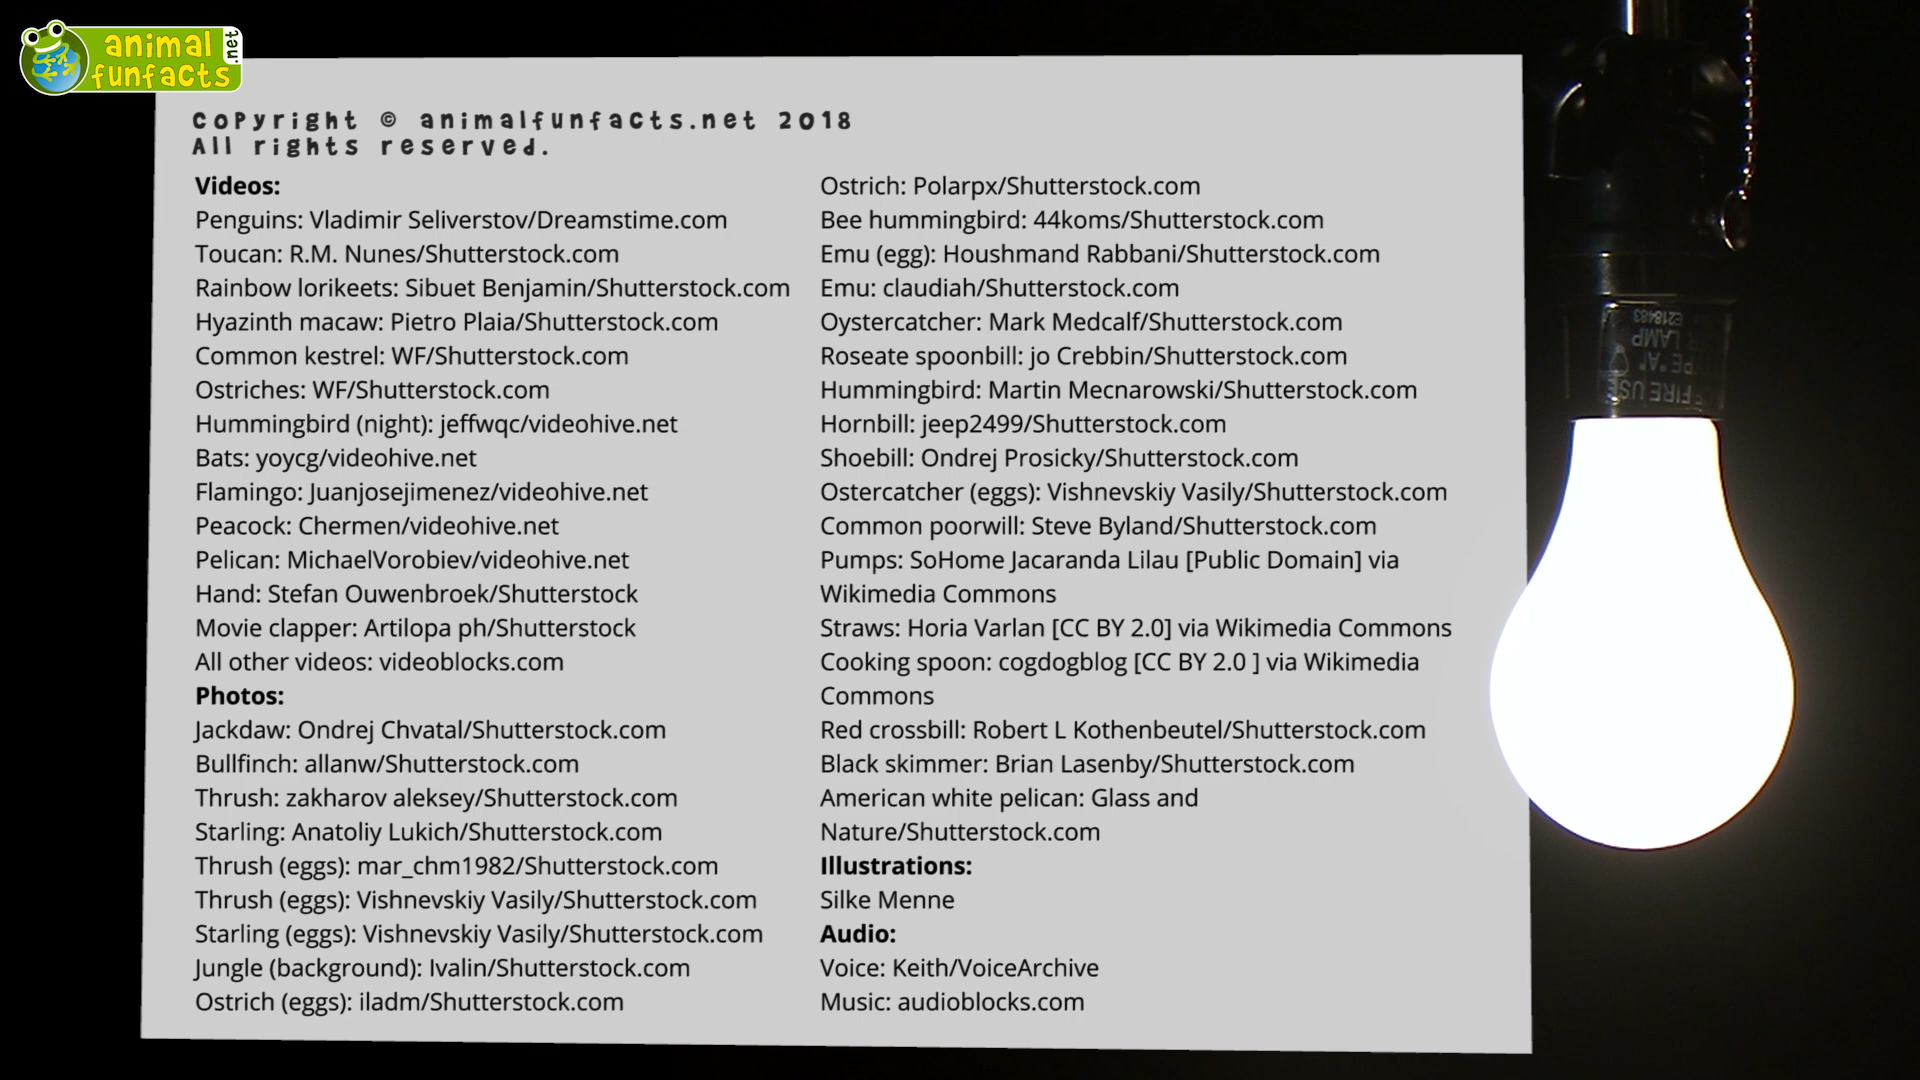 animal
funfacts
.net
Copyright © animalfunfacts.net 2018
All rights reserved.
Videos:
Penguins: Vladimir Seliverstov/Dreamstime.com
Toucan: R.M. Nunes/Shutterstock.com
Rainbow lorikeets: Sibuet Benjamin/Shutterstock.com
Hyazinth macaw: Pietro Plaia/Shutterstock.com
Common kestrel: WF/Shutterstock.com
Ostriches: WF/Shutterstock.com
Hummingbird (night): jeffwqc/videohive.net
Bats: yoycg/videohive.net
Flamingo: Juanjosejimenez/videohive.net
Peacock: Chermen/videohive.net
Pelican: MichaelVorobiev/videohive.net
Hand: Stefan Ouwenbroek/Shutterstock
Movie clapper: Artilopa ph/Shutterstock
All other videos: videoblocks.com
Photos:
Jackdaw: Ondrej Chvatal/Shutterstock.com
Bullfinch: allanw/Shutterstock.com
Thrush: zakharov aleksey/Shutterstock.com
Starling: Anatoliy Lukich/Shutterstock.com
Thrush (eggs): mar_chm1982/Shutterstock.com
Thrush (eggs): Vishnevskiy Vasily/Shutterstock.com
Starling (eggs): Vishnevskiy Vasily/Shutterstock.com
Jungle (background): Ivalin/Shutterstock.com
Ostrich (eggs): iladm/Shutterstock.com
Ostrich: Polarpx/Shutterstock.com
Bee hummingbird: 44koms/Shutterstock.com
Emu (egg): Houshmand Rabbani/Shutterstock.com
Emu: claudiah/Shutterstock.com
Oystercatcher: Mark Medcalf/Shutterstock.com
Roseate spoonbill: jo Crebbin/Shutterstock.com
Hummingbird: Martin Mecnarowski/Shutterstock.com
Hornbill: jeep2499/Shutterstock.com
Shoebill: Ondrej Prosicky/Shutterstock.com
Ostercatcher (eggs): Vishnevskiy Vasily/Shutterstock.com
Common poorwill: Steve Byland/Shutterstock.com
Pumps: SoHome Jacaranda Lilau [Public Domain] via
Wikimedia Commons
Straws: Horia Varlan [CC BY 2.0] via Wikimedia Commons
Cooking spoon: cogdogblog [CC BY 2.0 ] via Wikimedia
Commons
Red crossbill: Robert L Kothenbeutel/Shutterstock.com
Black skimmer: Brian Lasenby/Shutterstock.com
American white pelican: Glass and
Nature/Shutterstock.com
Illustrations:
Silke Menne
Audio:
Voice: Keith/VoiceArchive
Music: audioblocks.com
E218483
LAMP